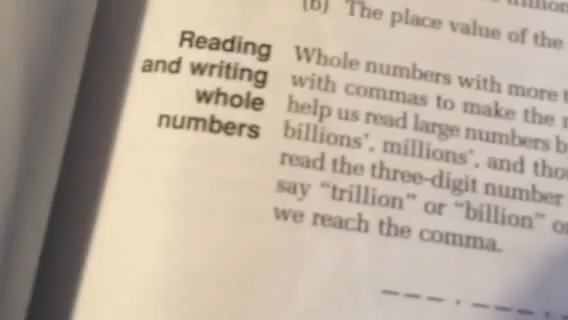 (b) The place value of the
Reading
and writing
whole
numbers
Whole numbers with more
with commas to make the
help us read large numbers
billions', millions', and
read the three-digit number
say "trillion" or "billion"
we reach the comma.